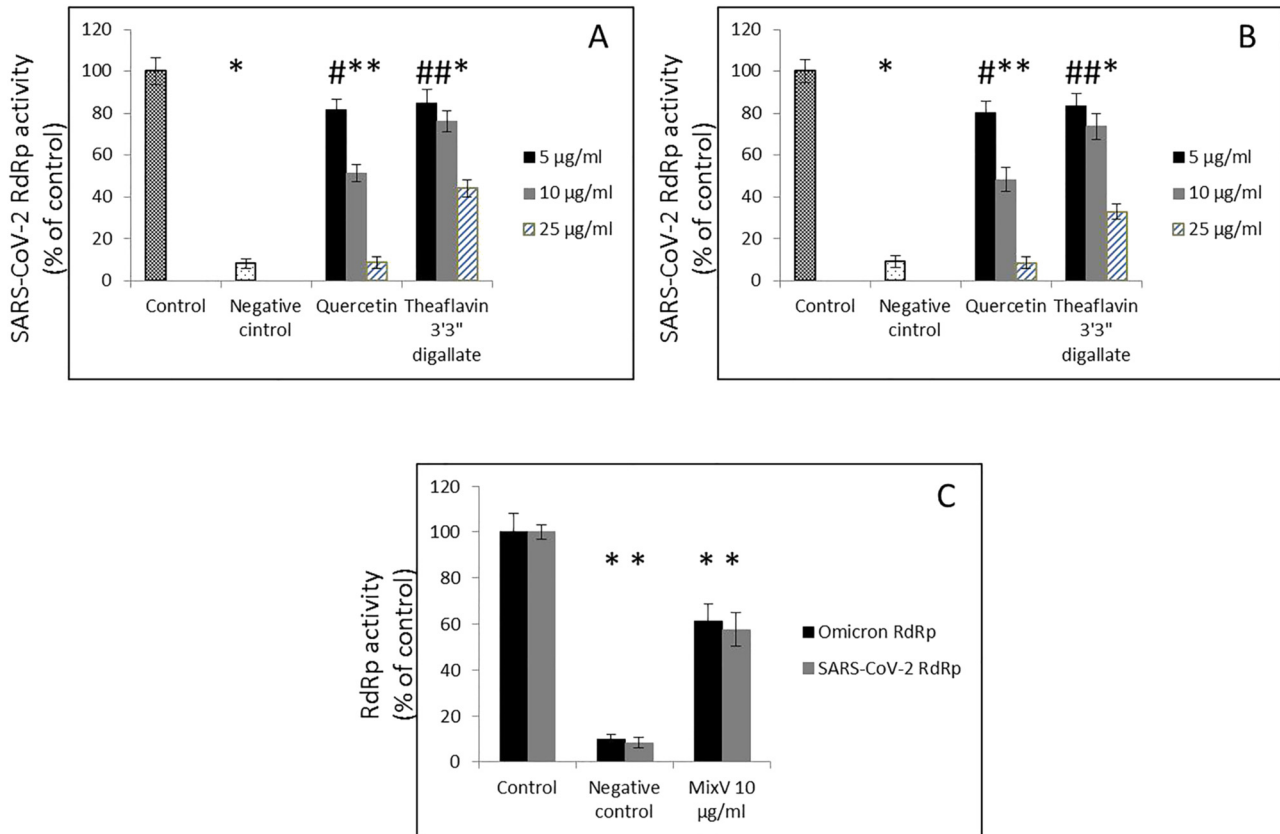 A
SARS-CoV-2 RdRp activity
(% of control)
120
100
80
60
40
20
0
*
#**
##*
5 µg/ml
10 µg/ml
25 µg/ml
Control
Negative
cintrol
Quercetin
Theaflavin
3'3"
digallate
B
SARS-CoV-2 RdRp activity
(% of control)
120
100
80
60
40
20
0
*
#**
##*
5 µg/ml
10 µg/ml
25 µg/ml
Control
Negative
cintrol
Quercetin
Theaflavin
3'3"
digallate
C
RdRp activity
(% of control)
120
100
80
60
40
20
0
* *
* *
Omicron RdRp
SARS-CoV-2 RdRp
Control
Negative
control
MixV 10
µg/ml